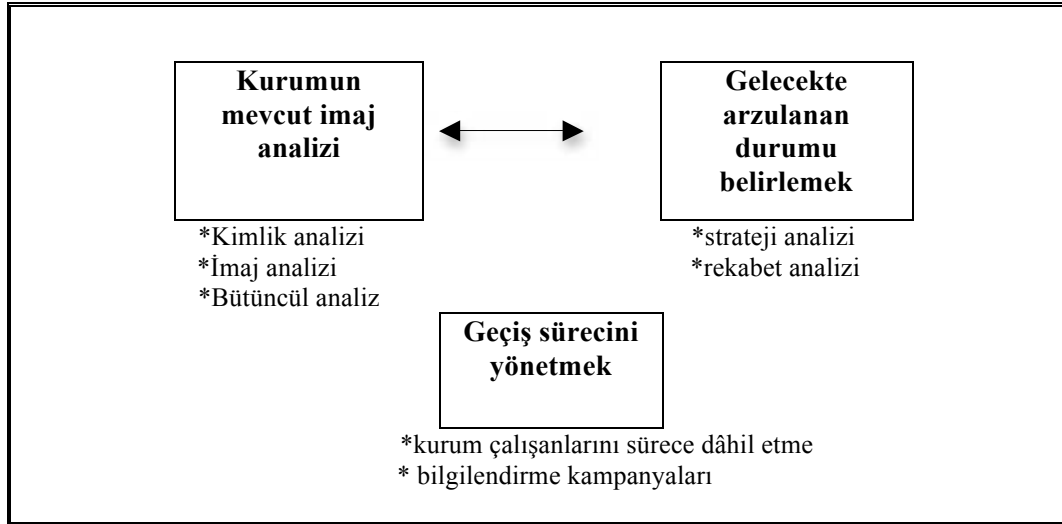 Kurumun
mevcut imaj
analizi
*Kimlik analizi
*İmaj analizi
*Bütüncül analiz
Gelecekte
arzulanan
durumu
belirlemek
*strateji analizi
*rekabet analizi
Geçiş sürecini
yönetmek
*kurum çalışanlarını sürece dâhil etme
* bilgilendirme kampanyaları